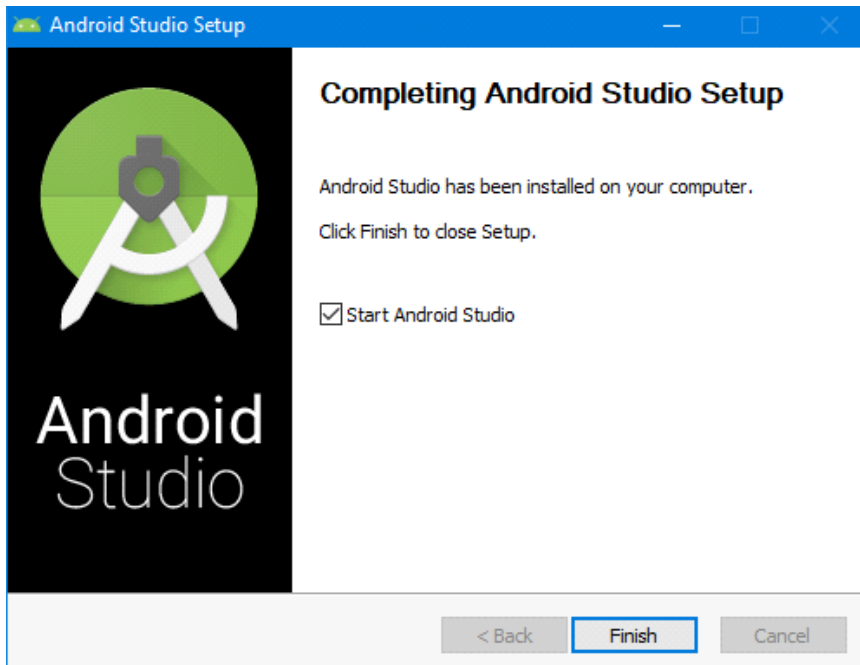 Android Studio Setup
Completing Android Studio Setup
Android Studio has been installed on your computer.
Click Finish to close Setup.
Start Android Studio
Android
Studio
< Back
Finish
Cancel